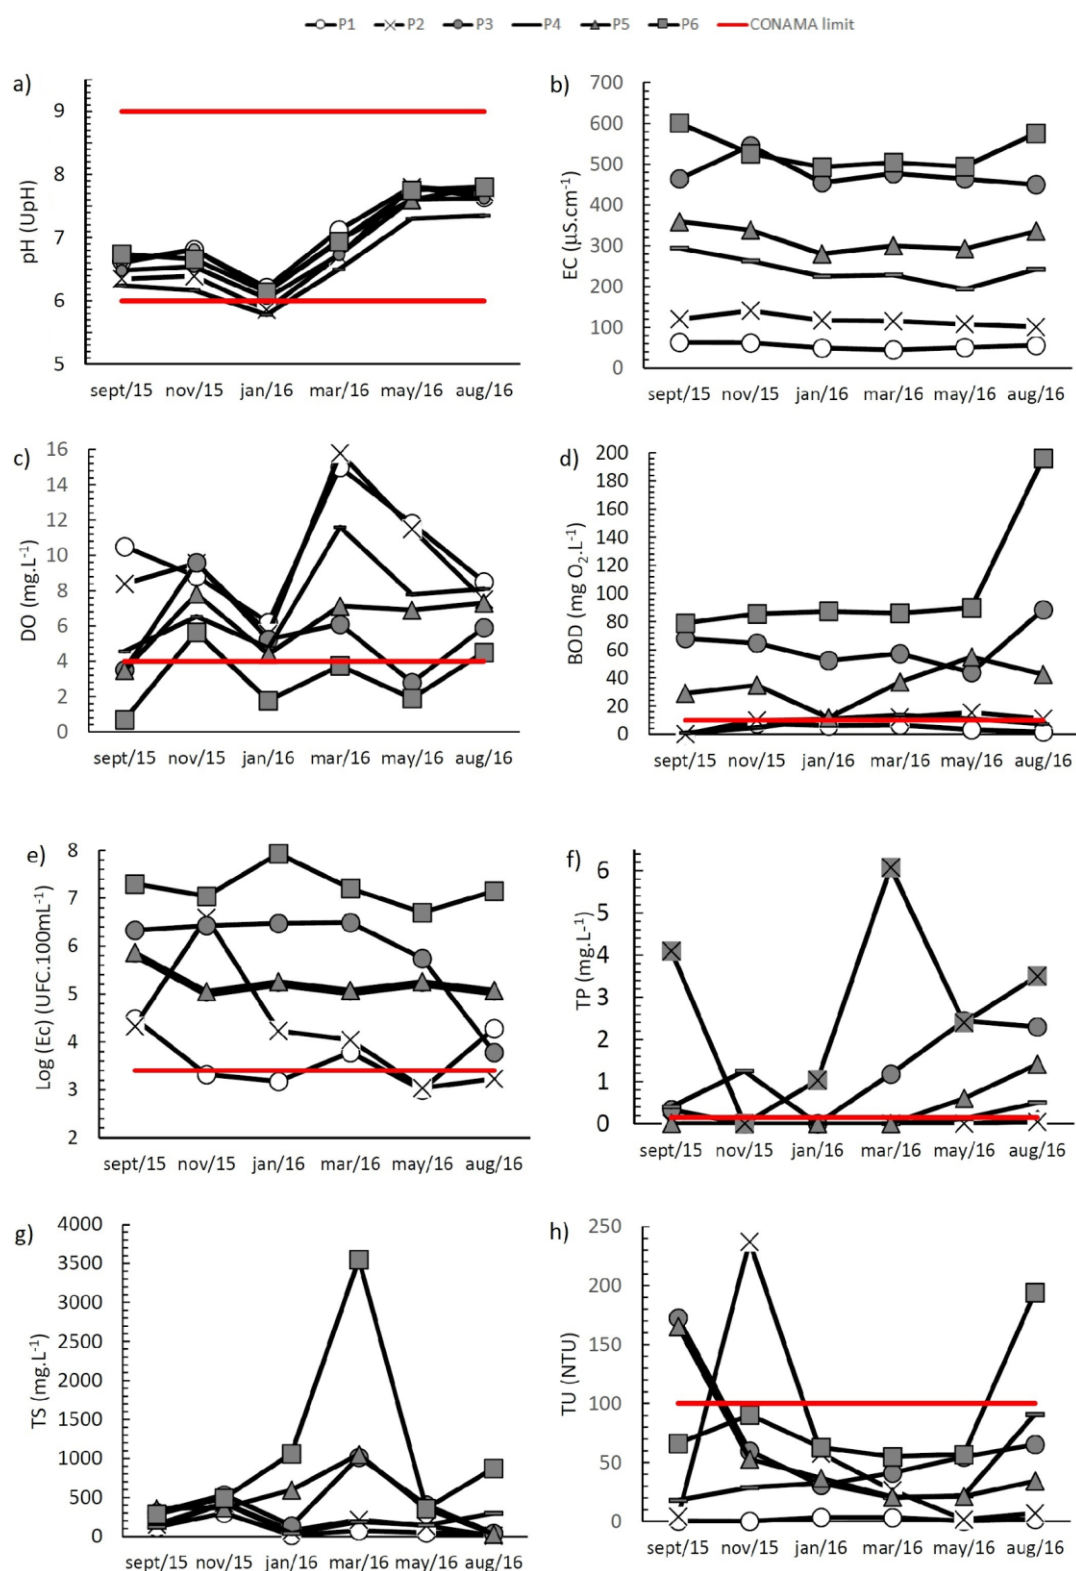 P1 P2 P3 P4 P5 P6 CONAMA limit
a)
pH (UpH)
9
8
7
6
5
sept/15 nov/15 jan/16 mar/16 may/16 aug/16
b)
EC (µS.cm⁻¹)
700
600
500
400
300
200
100
0
sept/15 nov/15 jan/16 mar/16 may/16 aug/16
c)
DO (mg.L⁻¹)
16
14
12
10
8
6
4
2
0
sept/15 nov/15 jan/16 mar/16 may/16 aug/16
d)
BOD (mg O₂.L⁻¹)
200
180
160
140
120
100
80
60
40
20
0
sept/15 nov/15 jan/16 mar/16 may/16 aug/16
e)
Log (Ec) (UFC.100mL⁻¹)
8
7
6
5
4
3
2
sept/15 nov/15 jan/16 mar/16 may/16 aug/16
f)
TP (mg.L⁻¹)
6
5
4
3
2
1
0
sept/15 nov/15 jan/16 mar/16 may/16 aug/16
g)
TS (mg.L⁻¹)
4000
3500
3000
2500
2000
1500
1000
500
0
sept/15 nov/15 jan/16 mar/16 may/16 aug/16
h)
TU (NTU)
250
200
150
100
50
0
sept/15 nov/15 jan/16 mar/16 may/16 aug/16